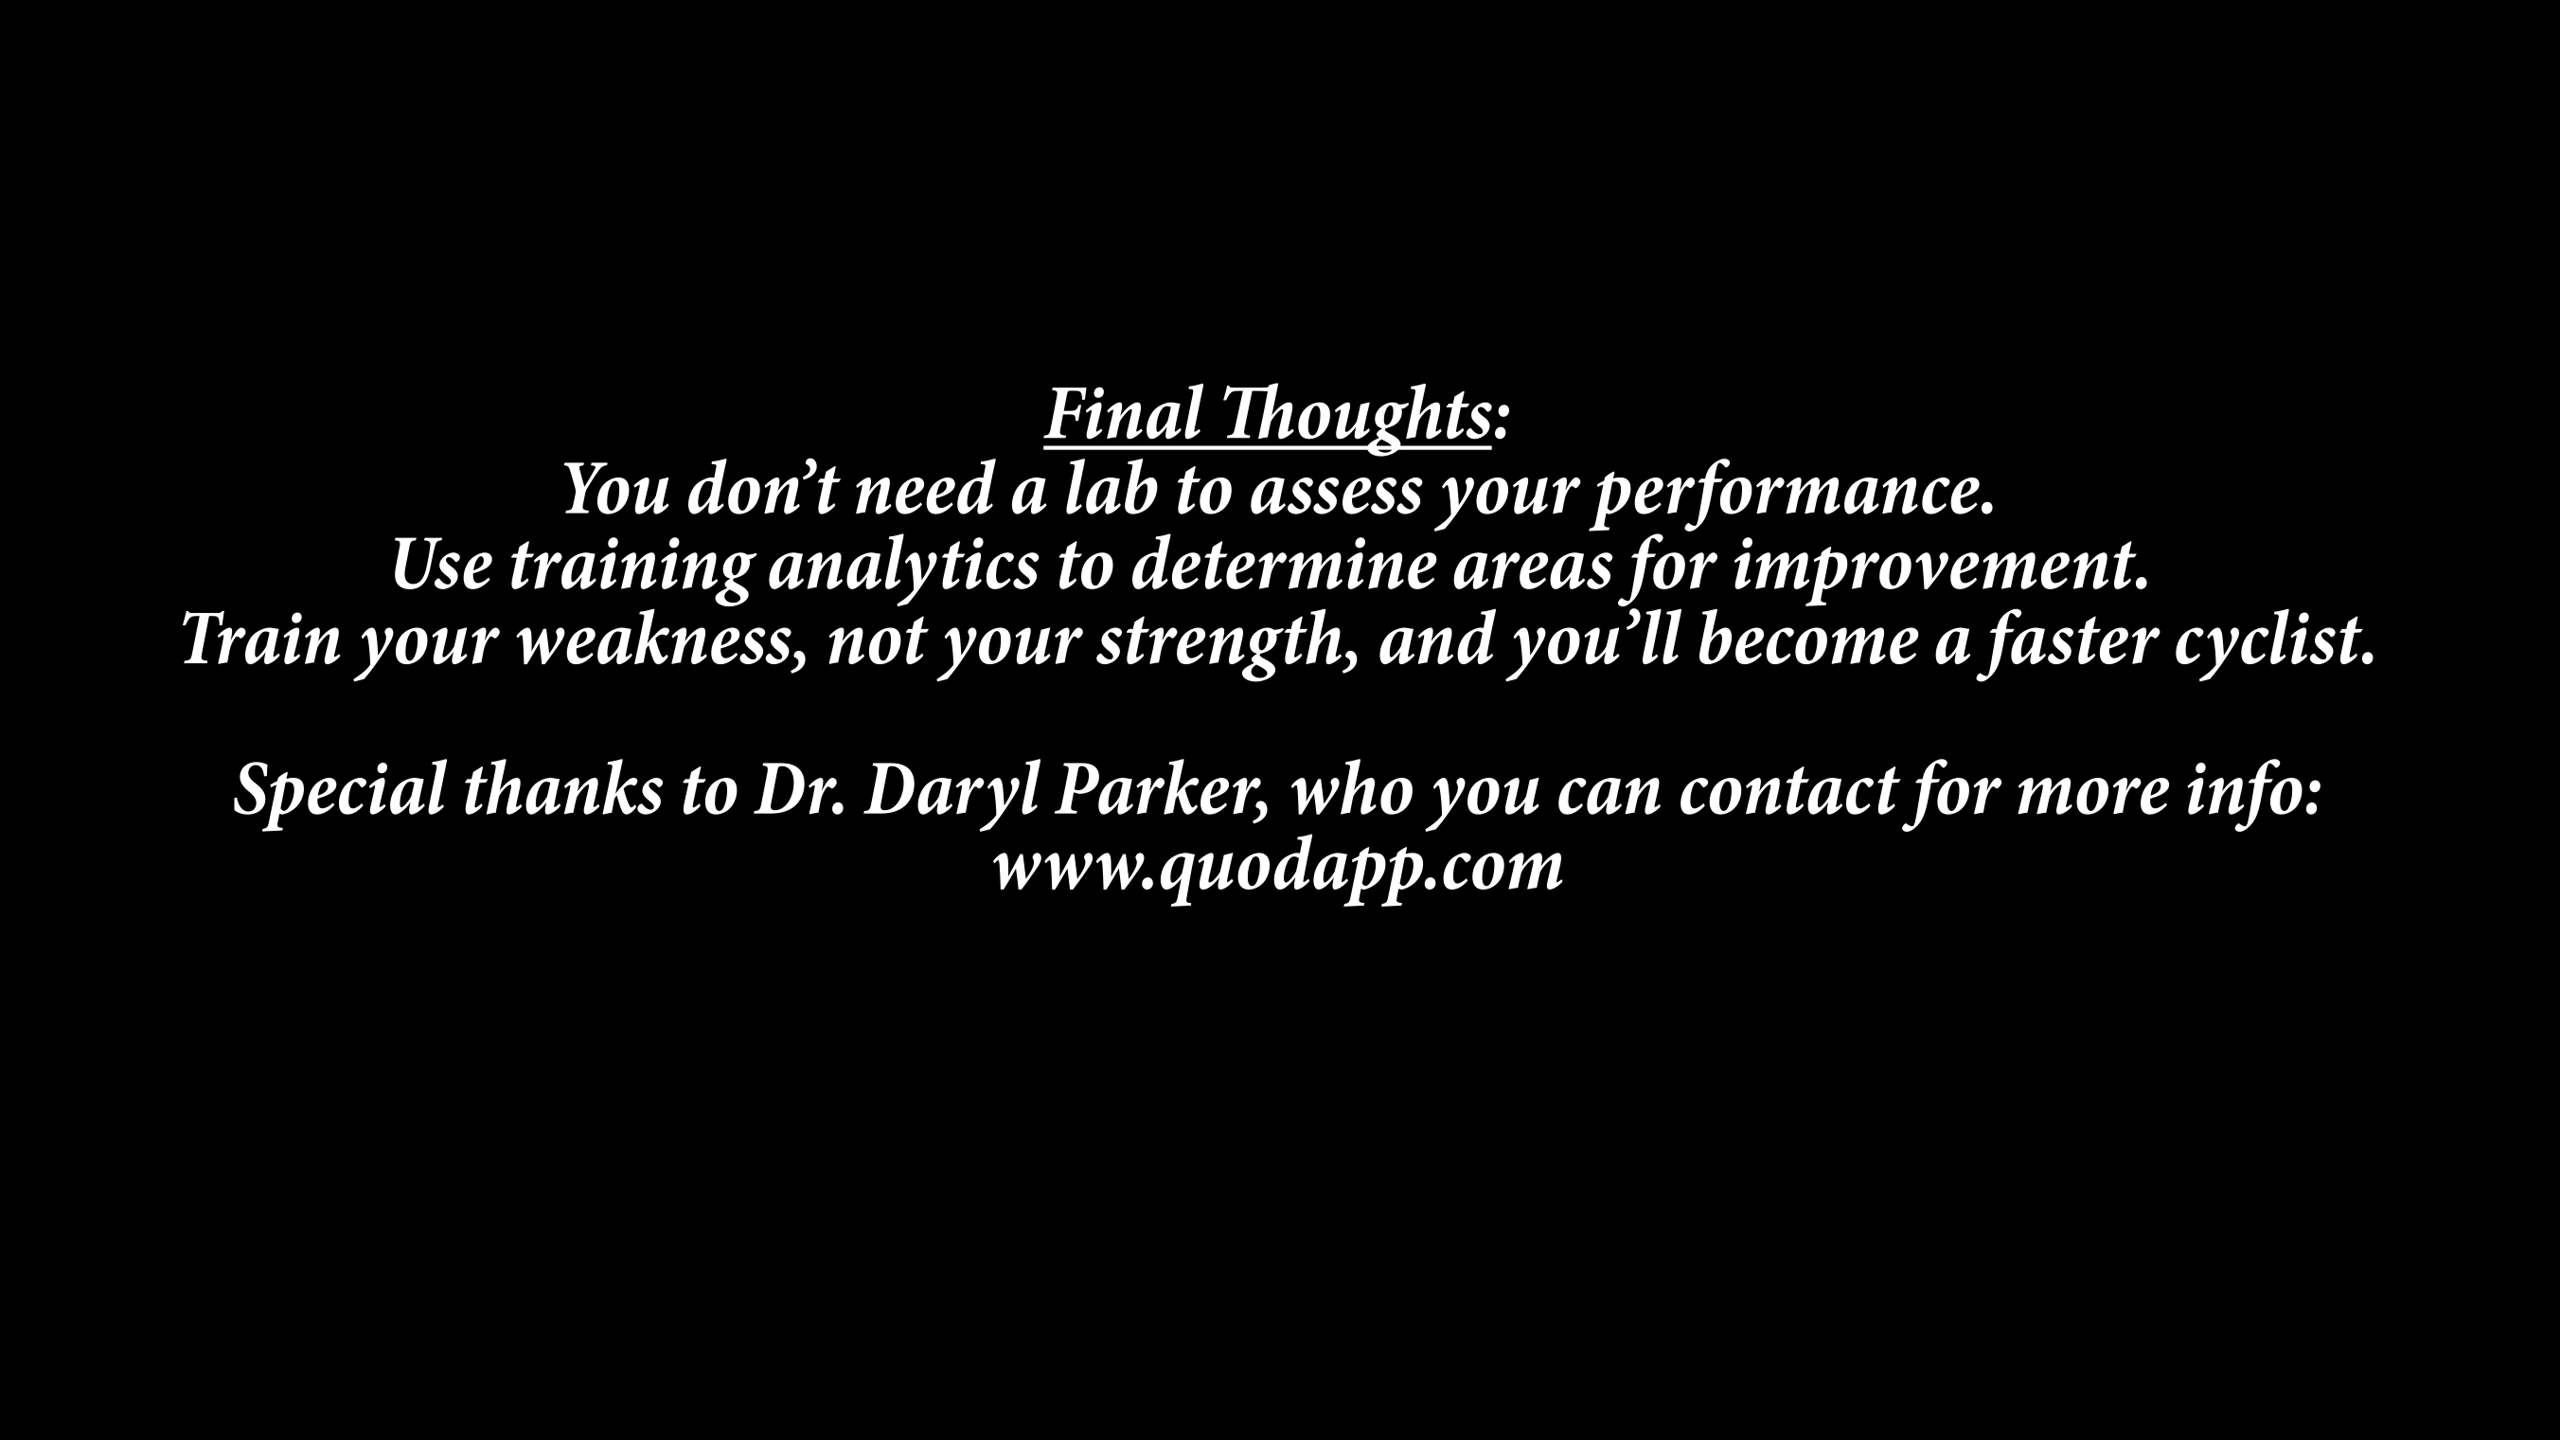 Final Thoughts:
You don’t need a lab to assess your performance.
Use training analytics to determine areas for improvement.
Train your weakness, not your strength, and you’ll become a faster cyclist.
Special thanks to Dr. Daryl Parker, who you can contact for more info:
www.quodapp.com